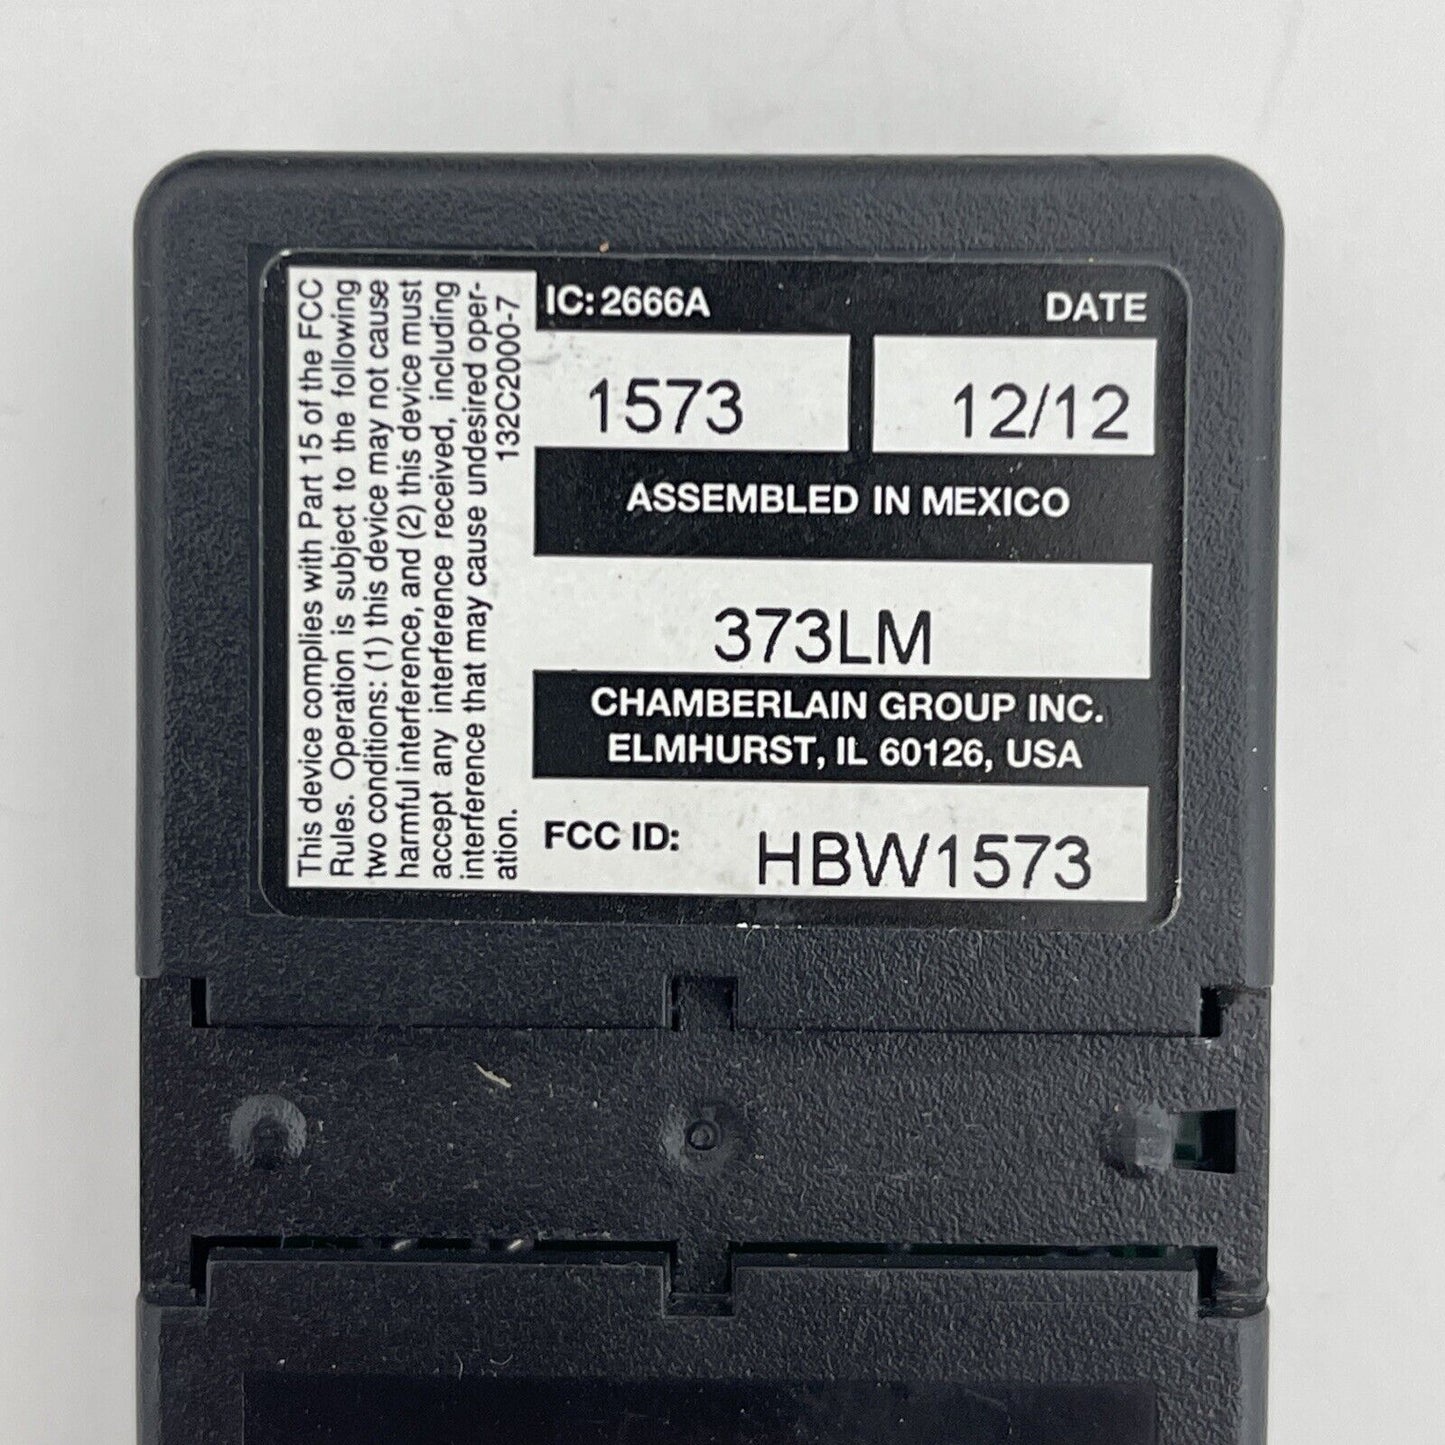 This device complies with Part 15 of the FCC
Rules. Operation is subject to the following
two conditions: (1) this device may not cause
harmful interference, and (2) this device must
accept any interference received, including
interference that may cause undesired oper-
ation.
132C2000-7
IC: 2666A
DATE
1573
12/12
ASSEMBLED IN MEXICO
373LM
CHAMBERLAIN GROUP INC.
ELMHURST, IL 60126, USA
FCC ID:
HBW1573